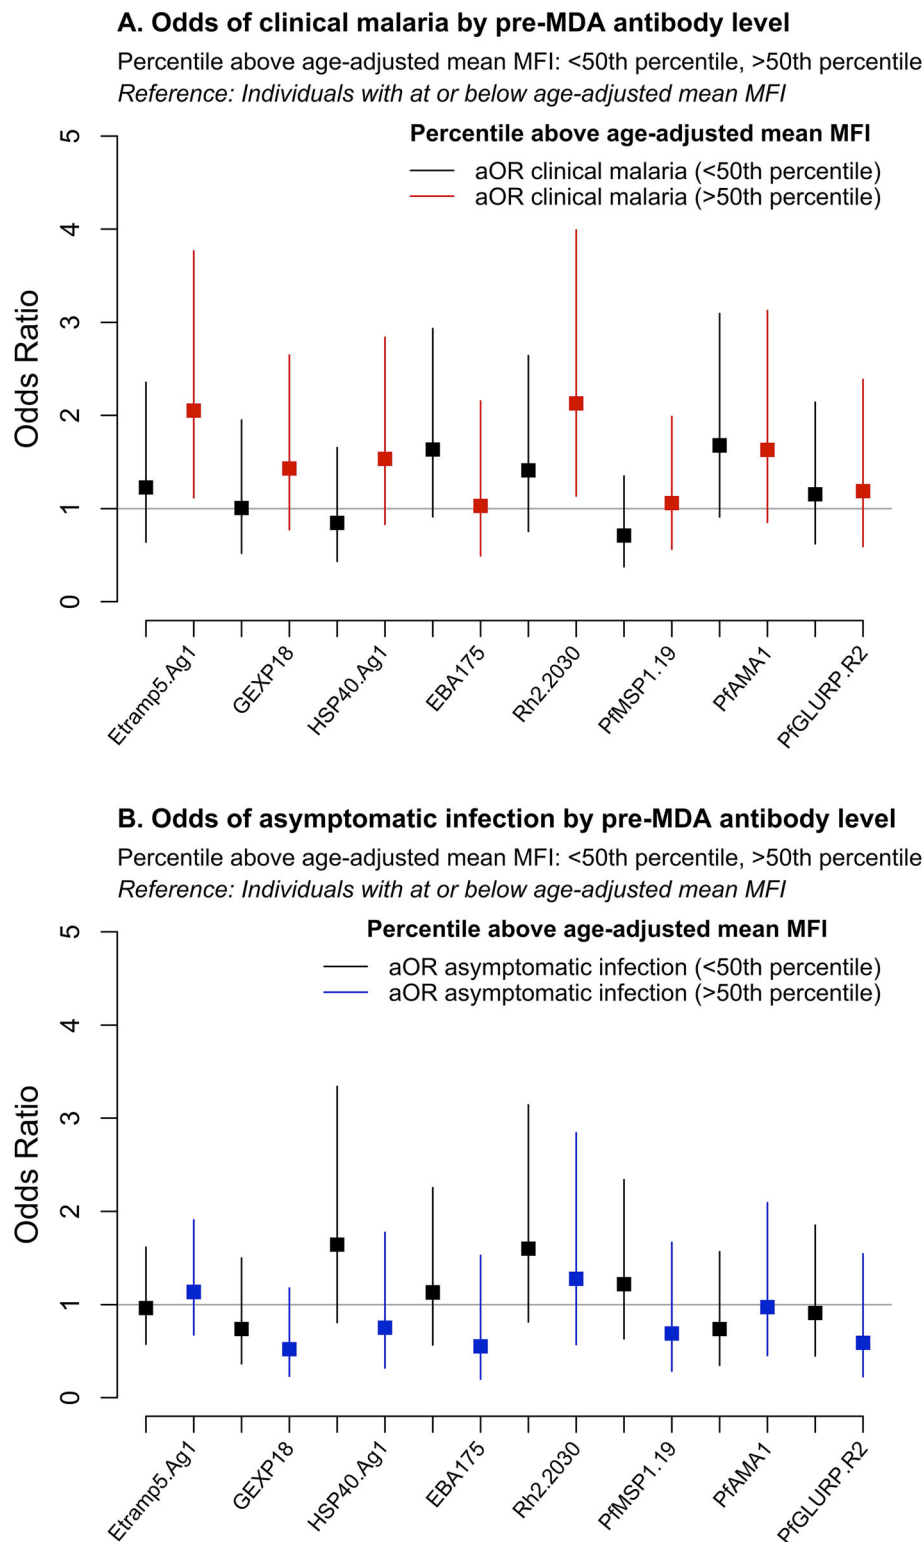 A. Odds of clinical malaria by pre-MDA antibody level
Percentile above age-adjusted mean MFI: <50th percentile, >50th percentile
Reference: Individuals with at or below age-adjusted mean MFI
Percentile above age-adjusted mean MFI
aOR clinical malaria (<50th percentile)
aOR clinical malaria (>50th percentile)
5
4
3
2
1
0
Odds Ratio
Etramp5.Ag1
GEXP18
HSP40.Ag1
EBA175
Rh2.2030
PfMSP1.19
PfAMA1
PfGLURP.R2
B. Odds of asymptomatic infection by pre-MDA antibody level
Percentile above age-adjusted mean MFI: <50th percentile, >50th percentile
Reference: Individuals with at or below age-adjusted mean MFI
Percentile above age-adjusted mean MFI
aOR asymptomatic infection (<50th percentile)
aOR asymptomatic infection (>50th percentile)
5
4
3
2
1
0
Odds Ratio
Etramp5.Ag1
GEXP18
HSP40.Ag1
EBA175
Rh2.2030
PfMSP1.19
PfAMA1
PfGLURP.R2